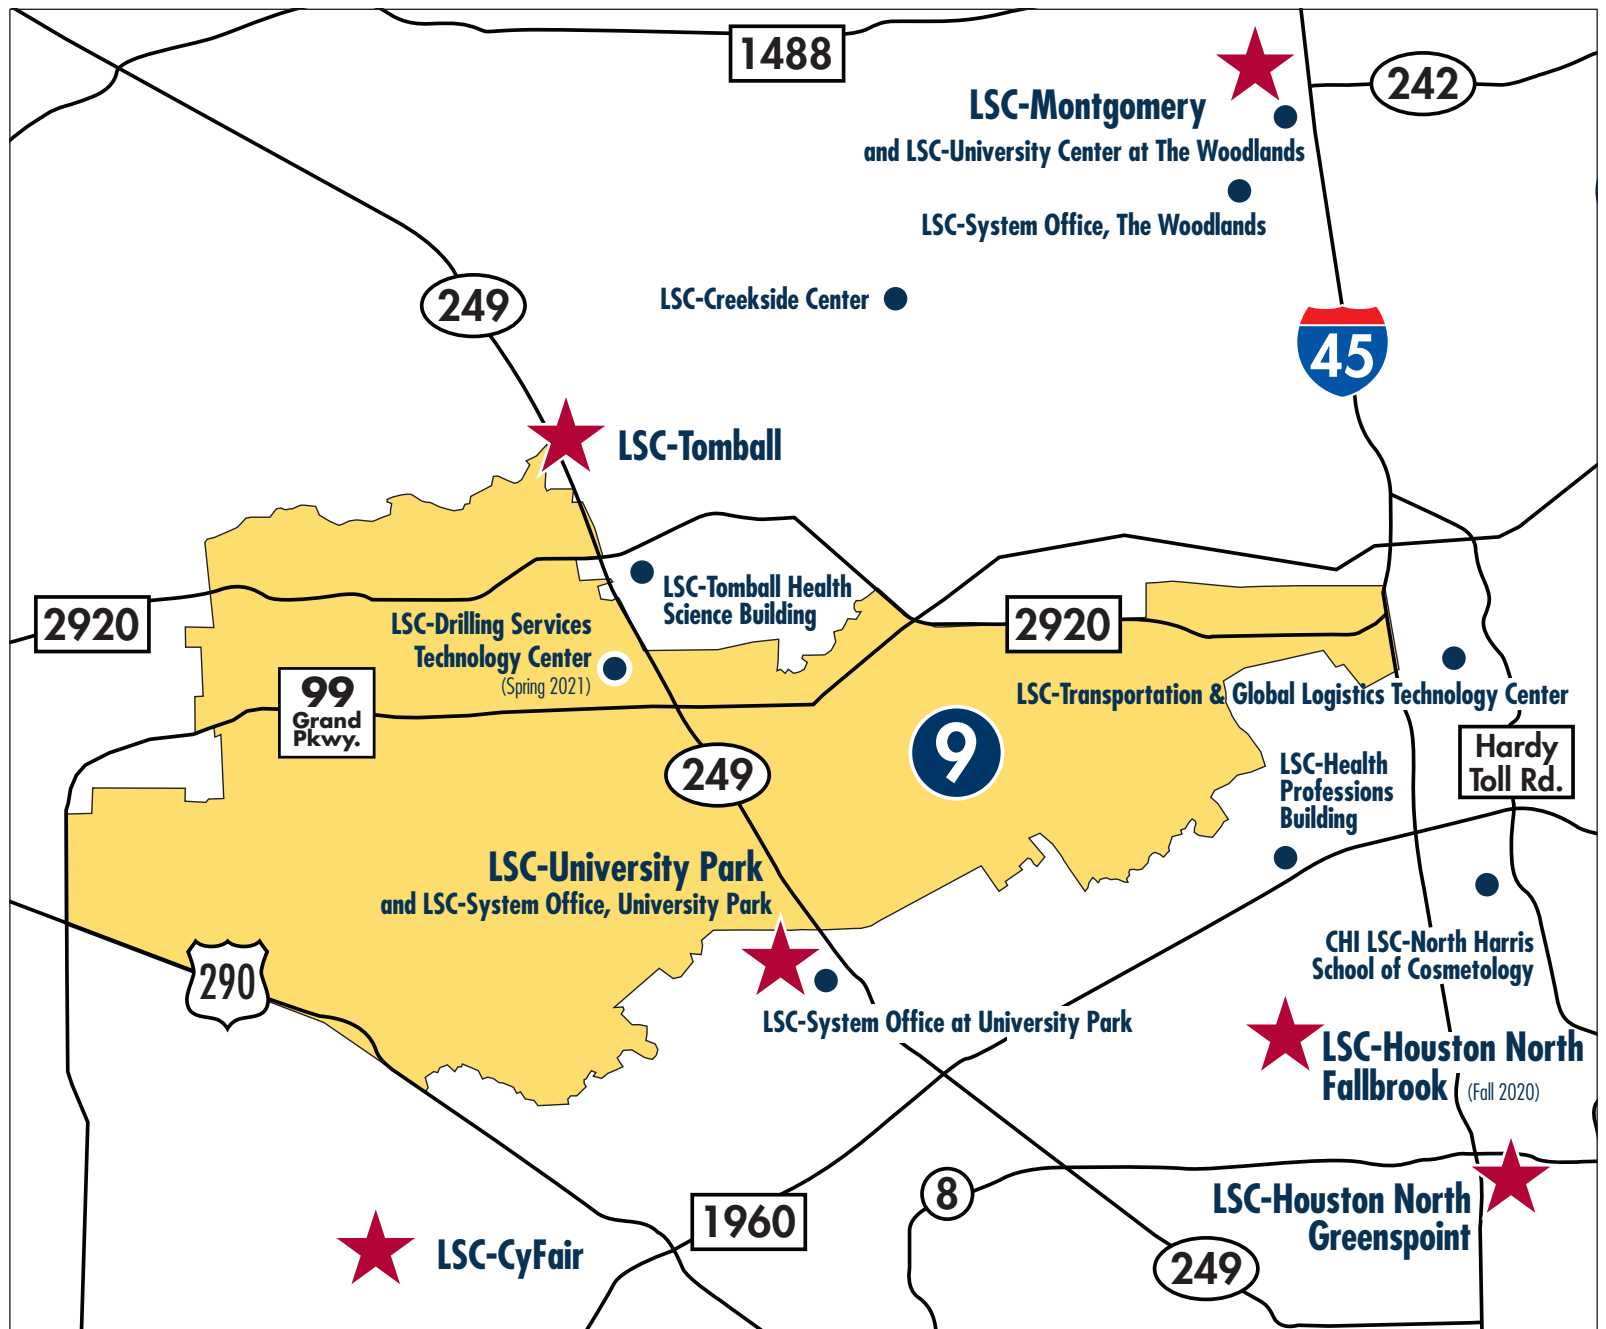 1488
242
LSC-Montgomery
and LSC-University Center at The Woodlands
LSC-System Office, The Woodlands
LSC-Creekside Center
249
45
LSC-Tomball
LSC-Tomball Health
Science Building
2920
2920
LSC-Drilling Services
Technology Center
(Spring 2021)
99
Grand
Pkwy.
LSC-Transportation & Global Logistics Technology Center
9
249
Hardy
Toll Rd.
LSC-Health
Professions
Building
LSC-University Park
and LSC-System Office, University Park
290
CHI LSC-North Harris
School of Cosmetology
LSC-System Office at University Park
LSC-Houston North
Fallbrook (Fall 2020)
8
1960
LSC-Houston North
Greenspoint
LSC-CyFair
249